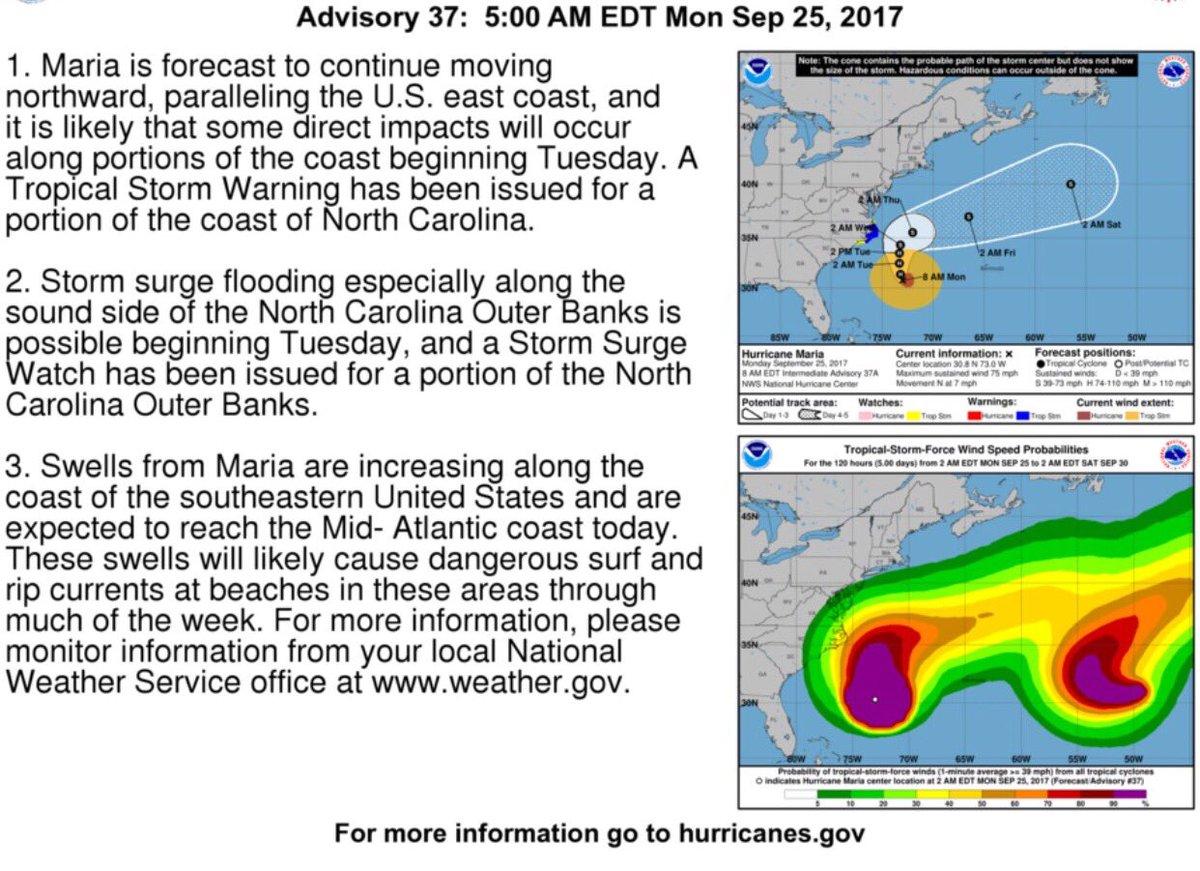 Advisory 37: 5:00 AM EDT Mon Sep 25, 2017
1. Maria is forecast to continue moving
northward, paralleling the U.S. east coast, and
it is likely that some direct impacts will occur
along portions of the coast beginning Tuesday. A
Tropical Storm Warning has been issued for a
portion of the coast of North Carolina.
2. Storm surge flooding especially along the
sound side of the North Carolina Outer Banks is
possible beginning Tuesday, and a Storm Surge
Watch has been issued for a portion of the North
Carolina Outer Banks.
3. Swells from Maria are increasing along the
coast of the southeastern United States and are
expected to reach the Mid- Atlantic coast today.
These swells will likely cause dangerous surf and
rip currents at beaches in these areas through
much of the week. For more information, please
monitor information from your local National
Weather Service office at www.weather.gov.
Note: The cone contains the probable path of the storm center but does not show
the size of the storm. Hazardous conditions can occur outside of the cone.
45N
40N
35N
30N
2 AM Thu
2 AM We
2 PM Tue
2 AM Tue
8 AM Mon
2 AM Fri
2 AM Sat
Bermuda
85W 80W 75W 70W 65W 60W 55W 50W
Hurricane Maria
Monday September 25, 2017
8 AM EDT Intermediate Advisory 37A
NWS National Hurricane Center
Current information: x
Center location 30.8 N 73.0 W
Maximum sustained wind 75 mph
Movement N at 7 mph
Forecast positions:
Tropical Cyclone Post/Potential TC
Sustained winds: D < 39 mph
S 39-73 mph H 74-110 mph M > 110 mph
Potential track area:
Day 1-3 Day 4-5
Watches:
Hurricane Trop Stm
Warnings:
Hurricane Trop Stm
Current wind extent:
Hurricane Trop Stm
Tropical-Storm-Force Wind Speed Probabilities
For the 120 hours (5.00 days) from 2 AM EDT MON SEP 25 to 2 AM EDT SAT SEP 30
45N
40N
35N
30N
80W 75W 70W 65W 60W 55W 50W
Probability of tropical-storm-force winds (1-minute average >= 39 mph) from all tropical cyclones
O indicates Hurricane Maria center location at 2 AM EDT MON SEP 25, 2017 (Forecast/Advisory #37)
5 10 20 30 40 50 60 70 80 90 %
For more information go to hurricanes.gov